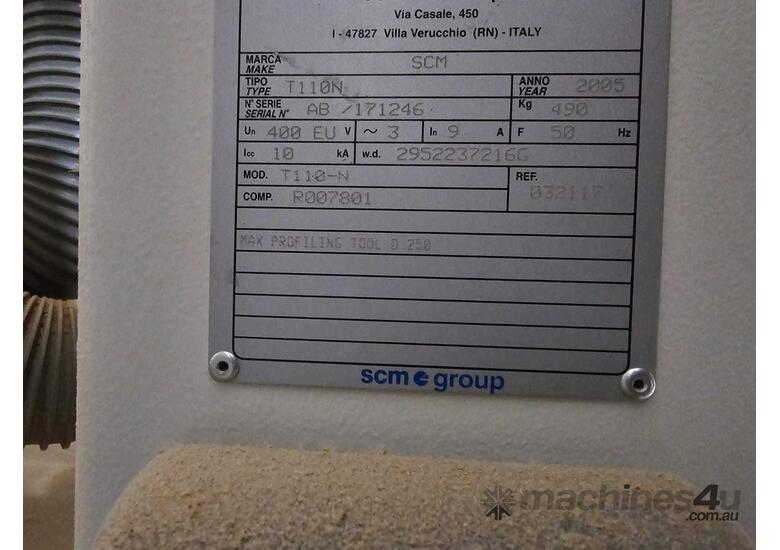 Via Casale, 450
I - 47827 Villa Verucchio (RN) - ITALY
MARCA
MAKE SCM
TIPO
TYPE T110N ANNO
YEAR 2005
N° SERIE
SERIAL N° AB /171246 Kg 490
Un 400 EU V ~ 3 In 9 A F 50 Hz
Icc 10 kA w.d. 2952237216G
MOD. T110-N REF.
COMP. R007801 032117
MAX PROFILING TOOL D 250
scm group
machines4u
.com.au